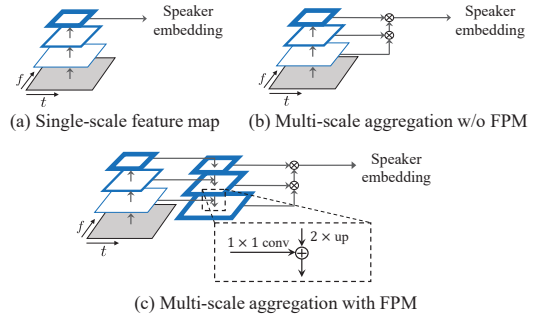 Speaker
embedding
f
t
(a) Single-scale feature map
Speaker
embedding
f
t
(b) Multi-scale aggregation w/o FPM
Speaker
embedding
f
t
1 × 1 conv
2 × up
(c) Multi-scale aggregation with FPM